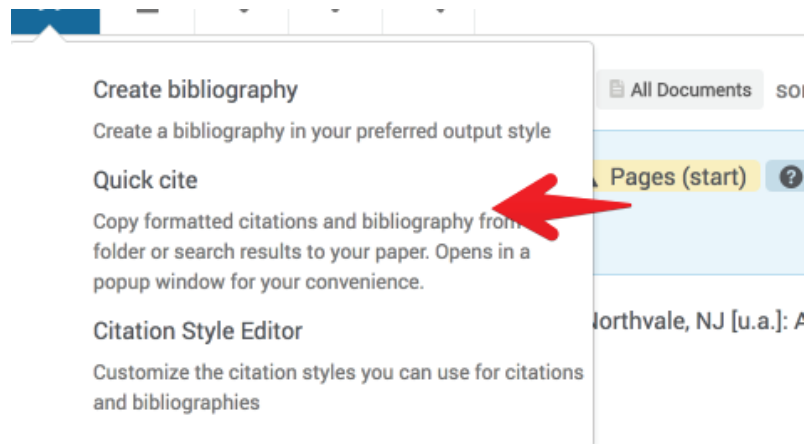 Create bibliography
Create a bibliography in your preferred output style
Quick cite
Copy formatted citations and bibliography from
folder or search results to your paper. Opens in a
popup window for your convenience.
Citation Style Editor
Customize the citation styles you can use for citations
and bibliographies
All Documents
Pages (start)
Northvale, NJ [u.a.]: A